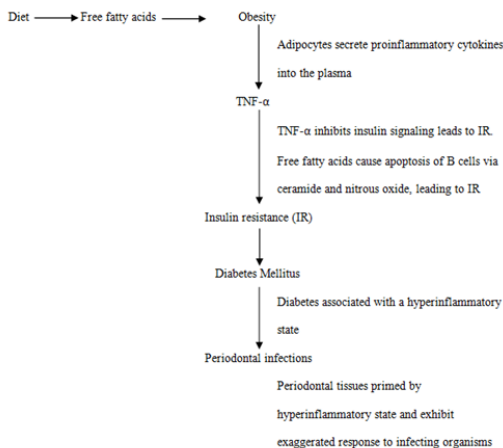 Diet Free fatty acids Obesity
Adipocytes secrete proinflammatory cytokines
into the plasma
TNF-α
TNF-α inhibits insulin signaling leads to IR.
Free fatty acids cause apoptosis of B cells via
ceramide and nitrous oxide, leading to IR
Insulin resistance (IR)
Diabetes Mellitus
Diabetes associated with a hyperinflammatory
state
Periodontal infections
Periodontal tissues primed by
hyperinflammatory state and exhibit
exaggerated response to infecting organisms